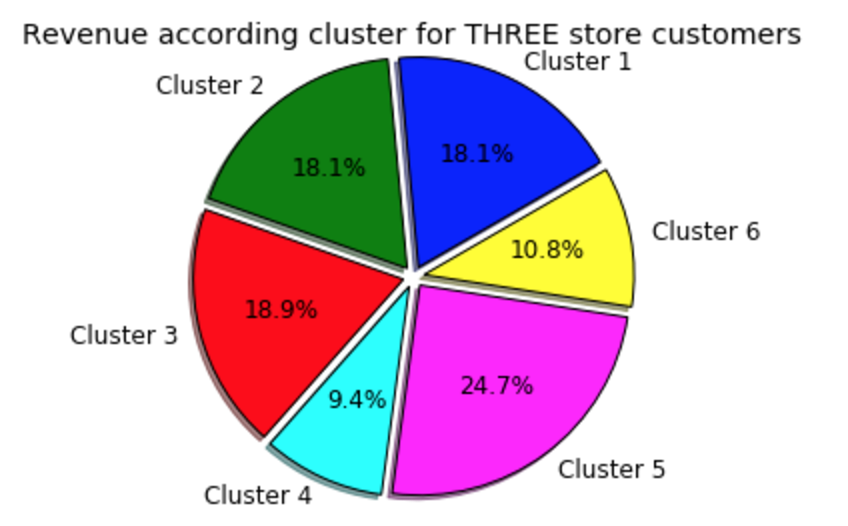 Revenue according cluster for THREE store customers
Cluster 1
Cluster 2
18.1%
18.1%
Cluster 6
10.8%
18.9%
Cluster 3
24.7%
9.4%
Cluster 5
Cluster 4